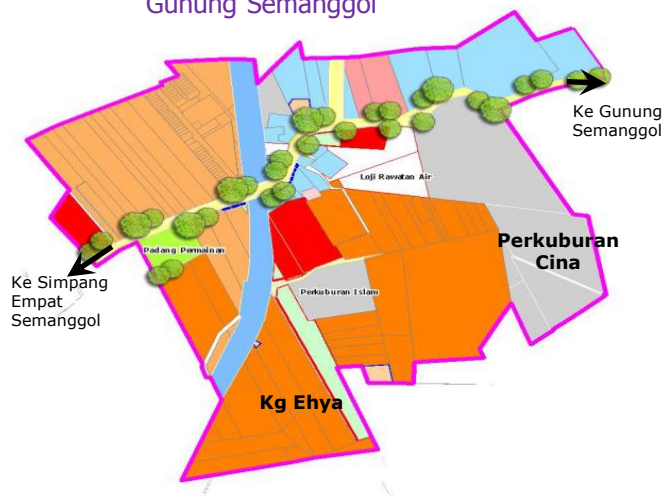 Gunung Semanggol
Ke Gunung
Semanggol
Loji Rawatan Air
Perkuburan
Cina
Padang Permainan
Ke Simpang
Empat
Semanggol
Perkuburan Islam
Kg Ehya